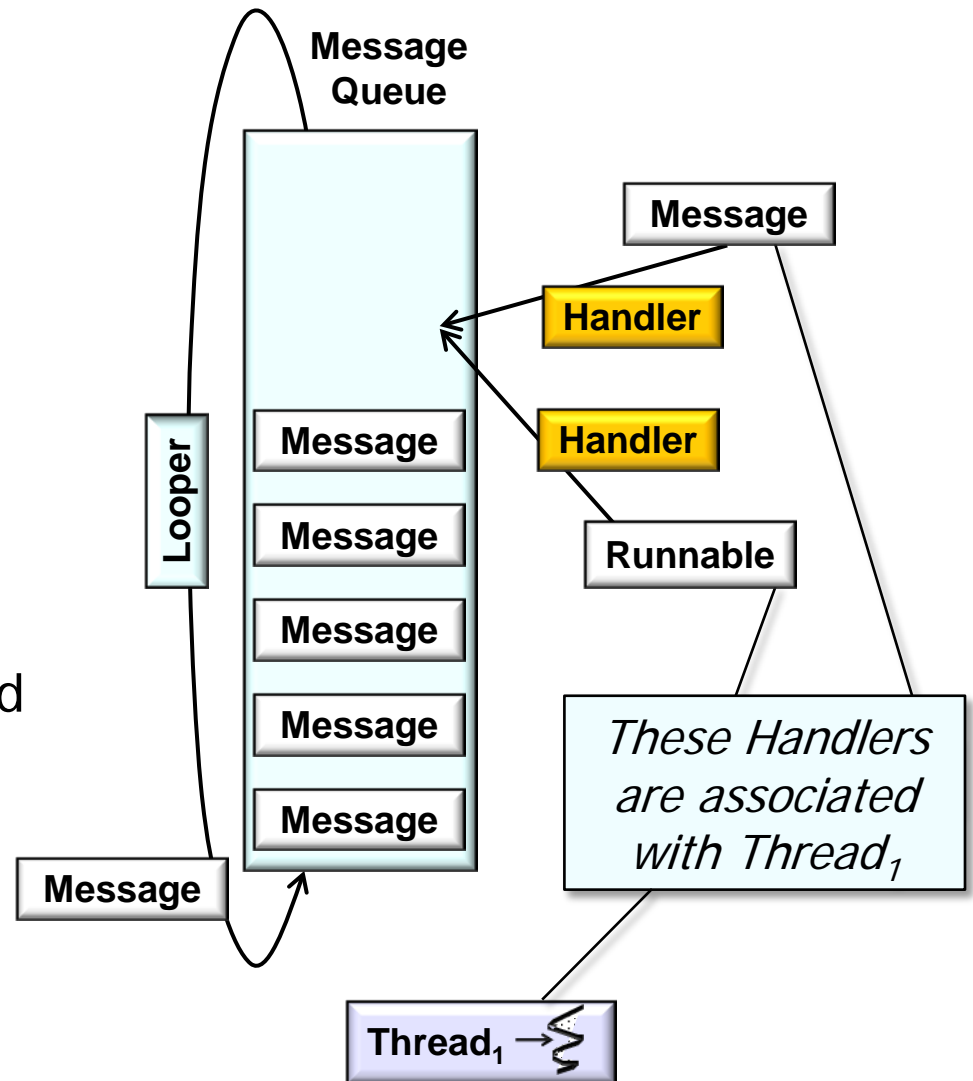 Message
Queue
Message
Handler
Handler
Message
Looper
Message
Runnable
Message
Message
Message
d
These Handlers
are associated
with Thread₁
Message
Thread₁